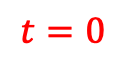 t = 0